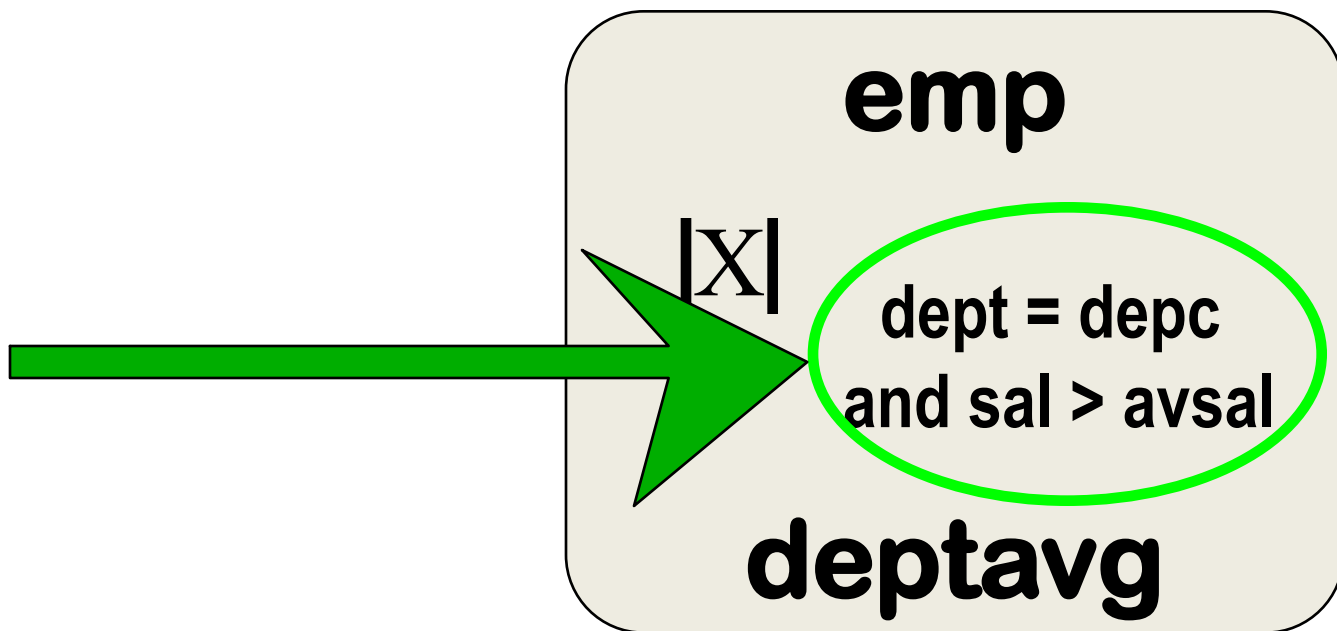 emp
|X|
dept = depc
and sal > avsal
deptavg